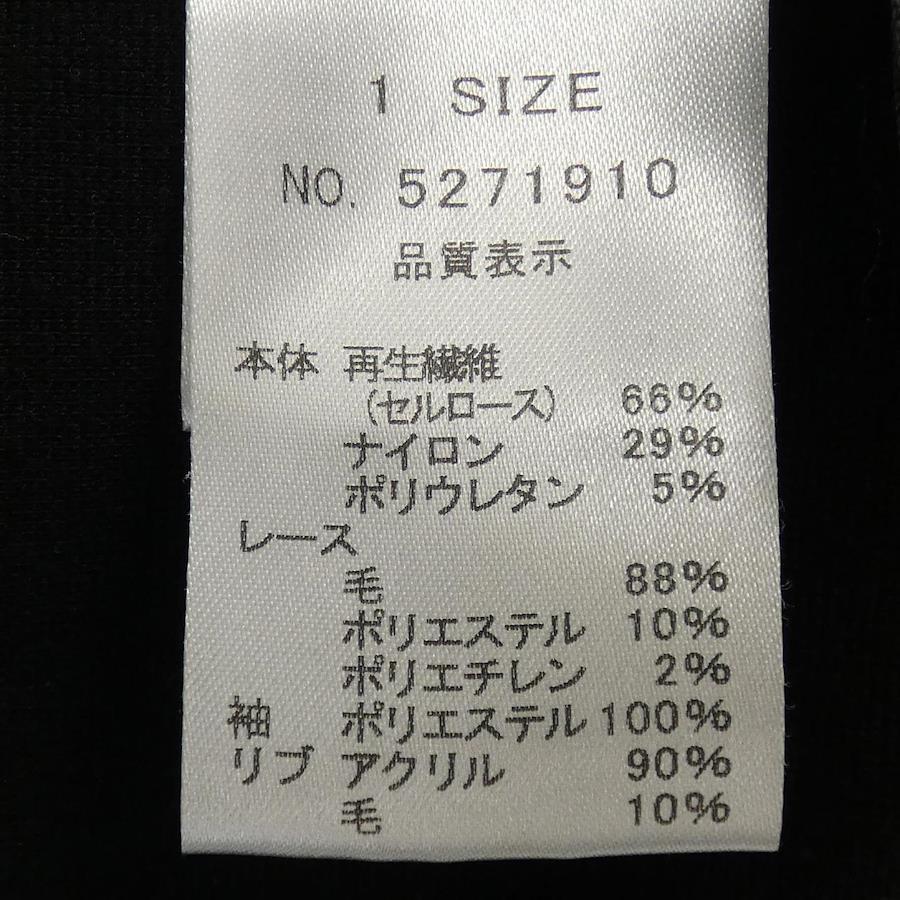 1 SIZE
NO. 5271910
品質表示
本体 再生繊維
(セルロース) 66%
ナイロン 29%
ポリウレタン 5%
レース
毛 88%
ポリエステル 10%
ポリエチレン 2%
袖 ポリエステル 100%
リブ アクリル 90%
毛 10%